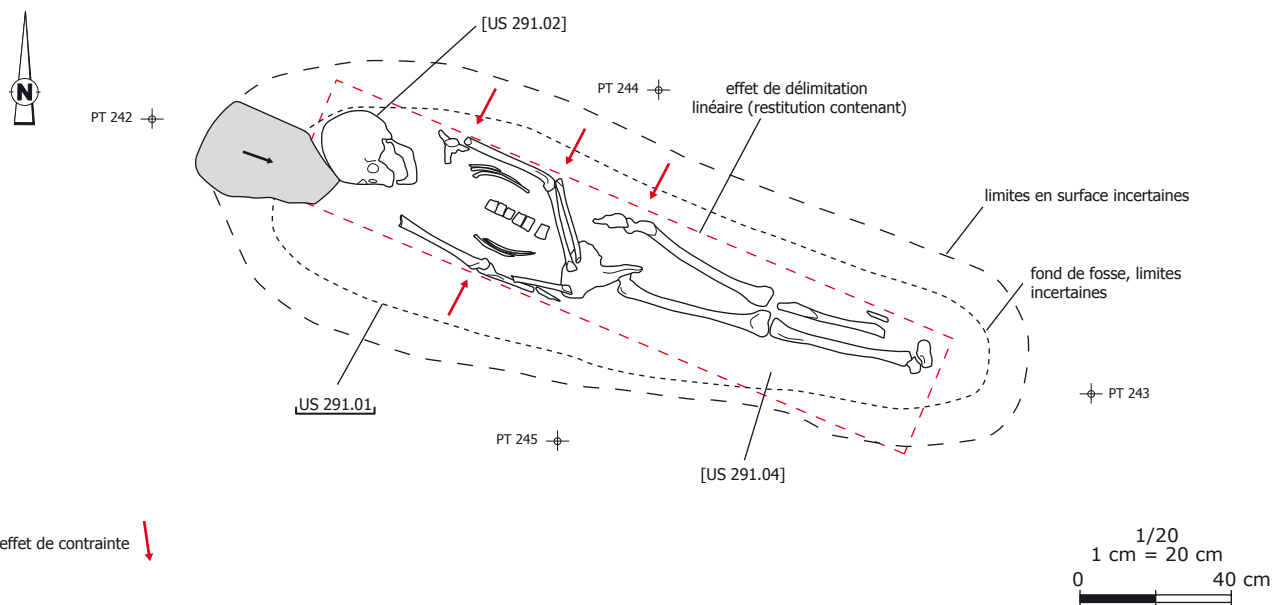 [US 291.02]
N
PT 242
PT 244
effet de délimitation
linéaire (restitution contenant)
limites en surface incertaines
fond de fosse, limites
incertaines
US 291.01
PT 243
PT 245
[US 291.04]
effet de contrainte
1/20
1 cm = 20 cm
0 40 cm